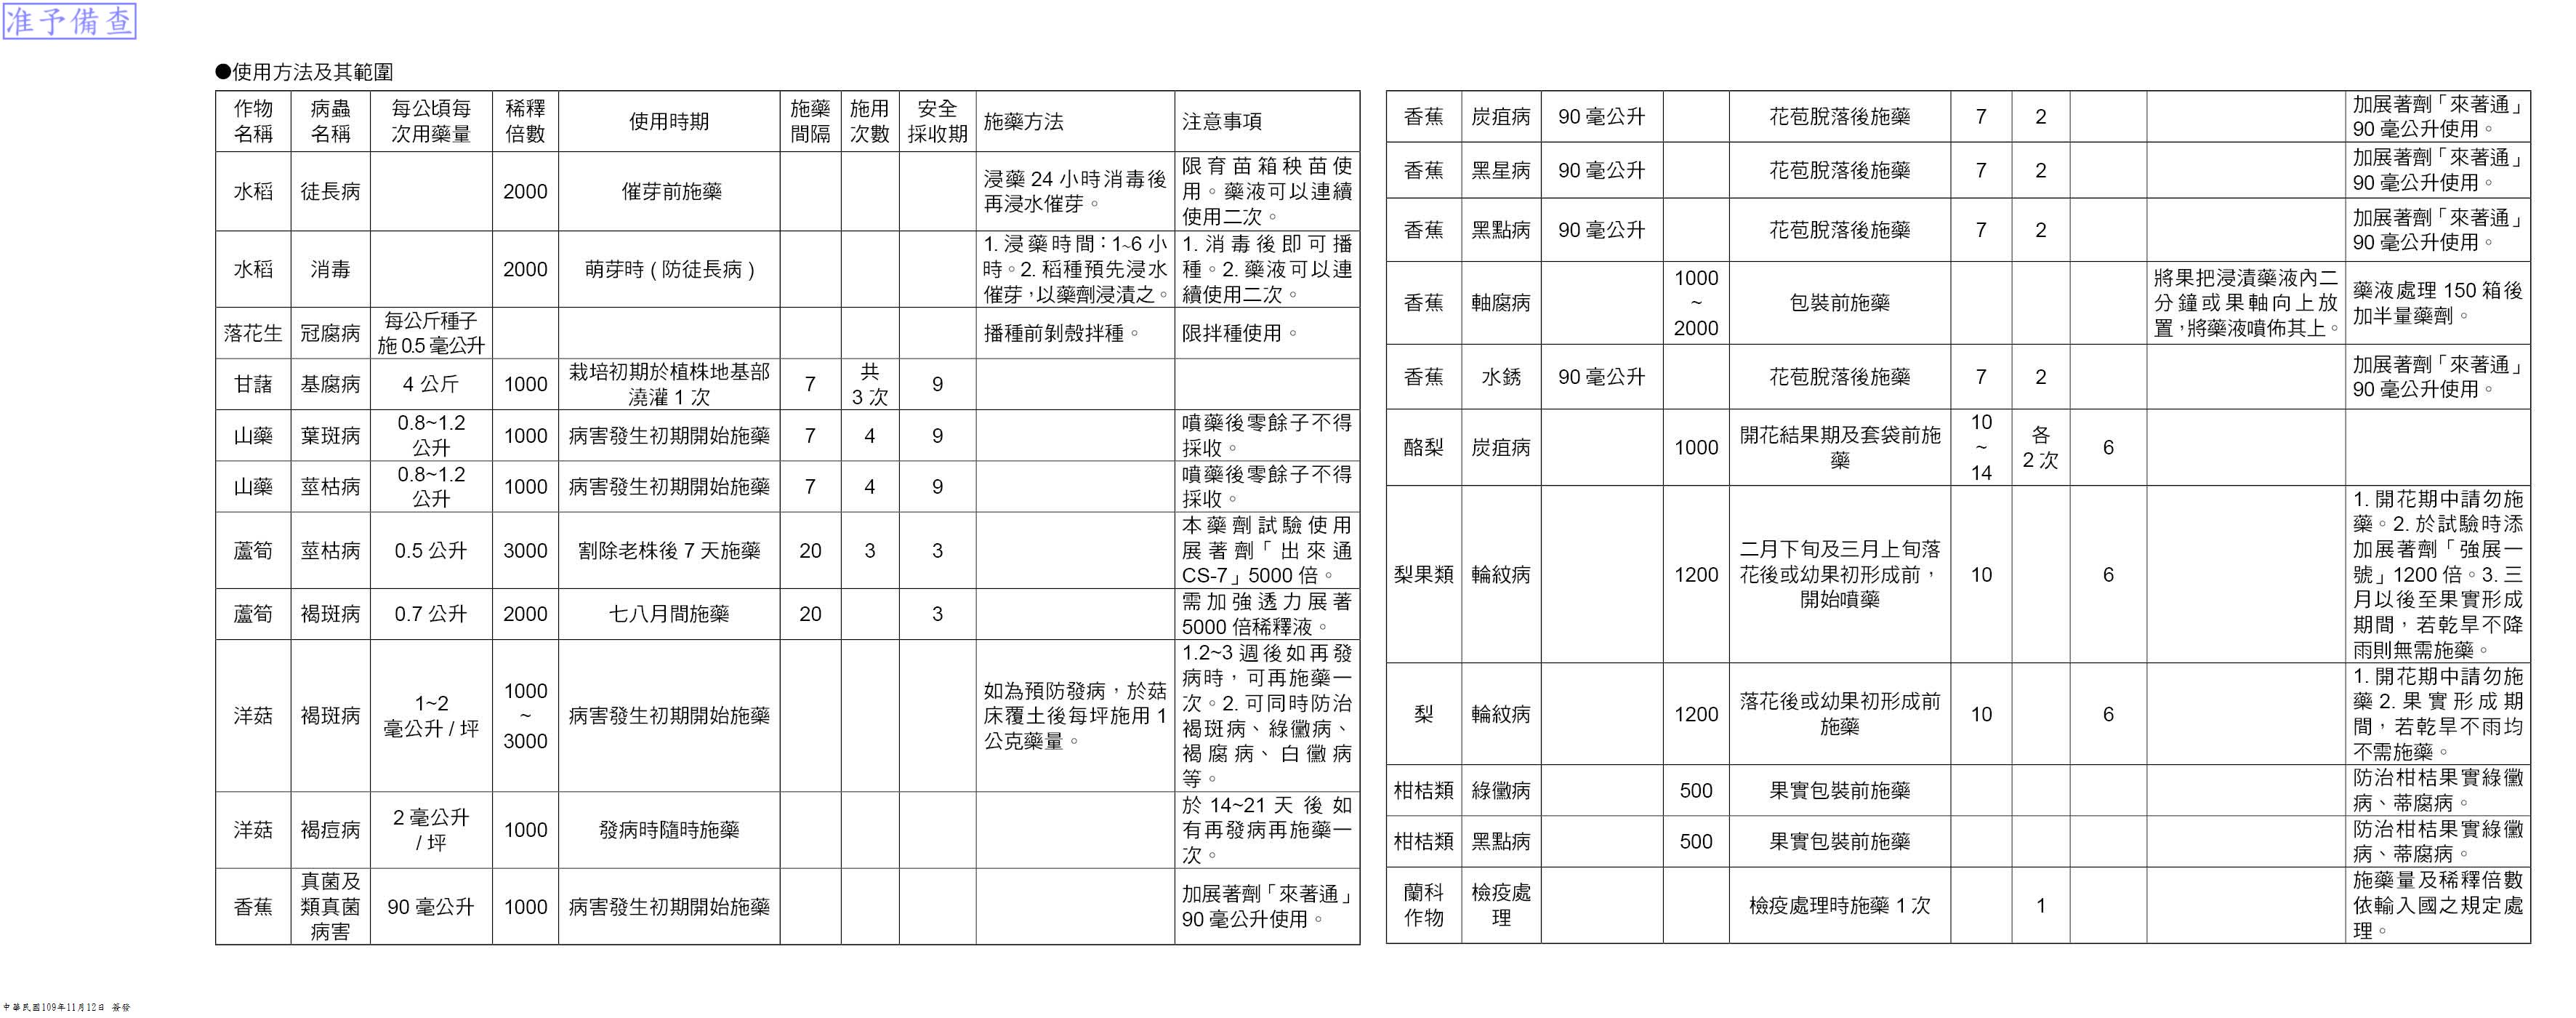 准予備查
●使用方法及其範圍
作物名稱 病蟲名稱 每公頃每次用藥量 稀釋倍數 使用時期 施藥間隔 施用次數 安全採收期 施藥方法 注意事項
水稻 徒長病 2000 催芽前施藥 浸藥 24 小時消毒後再浸水催芽。 限育苗箱秧苗使用。藥液可以連續使用二次。
水稻 消毒 2000 萌芽時 ( 防徒長病 ) 1. 浸藥時間：1~6 小時。2. 稻種預先浸水催芽，以藥劑浸漬之。 1. 消毒後即可播種。2. 藥液可以連續使用二次。
落花生 冠腐病 每公斤種子施 0.5 毫公升 播種前剝殼拌種。 限拌種使用。
甘藷 基腐病 4 公斤 1000 栽培初期於植株地基部澆灌 1 次 7 共 3 次 9
山藥 葉斑病 0.8~1.2 公升 1000 病害發生初期開始施藥 7 4 9 噴藥後零餘子不得採收。
山藥 莖枯病 0.8~1.2 公升 1000 病害發生初期開始施藥 7 4 9 噴藥後零餘子不得採收。
蘆筍 莖枯病 0.5 公升 3000 割除老株後 7 天施藥 20 3 3 本藥劑試驗使用展著劑「出來通 CS-7」5000 倍。
蘆筍 褐斑病 0.7 公升 2000 七八月間施藥 20 3 需加強透力展著 5000 倍稀釋液。
洋菇 褐斑病 1~2 毫公升 / 坪 1000 ~ 3000 病害發生初期開始施藥 如為預防發病，於菇床覆土後每坪施用 1 公克藥量。 1.2~3 週後如再發病時，可再施藥一次。2. 可同時防治褐斑病、綠黴病、褐腐病、白黴病等。
洋菇 褐痘病 2 毫公升 / 坪 1000 發病時隨時施藥 於 14~21 天後如有再發病再施藥一次。
香蕉 真菌及類真菌病害 90 毫公升 1000 病害發生初期開始施藥 加展著劑「來著通」90 毫公升使用。
香蕉 炭疽病 90 毫公升 花苞脫落後施藥 7 2 加展著劑「來著通」90 毫公升使用。
香蕉 黑星病 90 毫公升 花苞脫落後施藥 7 2 加展著劑「來著通」90 毫公升使用。
香蕉 黑點病 90 毫公升 花苞脫落後施藥 7 2 加展著劑「來著通」90 毫公升使用。
香蕉 軸腐病 1000 ~ 2000 包裝前施藥 將果把浸漬藥液內二分鐘或果軸向上放置，將藥液噴佈其上。 藥液處理 150 箱後加半量藥劑。
香蕉 水銹 90 毫公升 花苞脫落後施藥 7 2 加展著劑「來著通」90 毫公升使用。
酪梨 炭疽病 1000 開花結果期及套袋前施藥 10 ~ 14 各 2 次 6
梨果類 輪紋病 1200 二月下旬及三月上旬落花後或幼果初形成前，開始噴藥 10 6 1. 開花期中請勿施藥。2. 於試驗時添加展著劑「強展一號」1200 倍。3. 三月以後至果實形成期間，若乾旱不降雨則無需施藥。
梨 輪紋病 1200 落花後或幼果初形成前施藥 10 6 1. 開花期中請勿施藥 2. 果實形成期間，若乾旱不雨均不需施藥。
柑桔類 綠黴病 500 果實包裝前施藥 防治柑桔果實綠黴病、蒂腐病。
柑桔類 黑點病 500 果實包裝前施藥 防治柑桔果實綠黴病、蒂腐病。
蘭科作物 檢疫處理 檢疫處理時施藥 1 次 1 施藥量及稀釋倍數依輸入國之規定處理。
中華民國109年11月12日 簽發